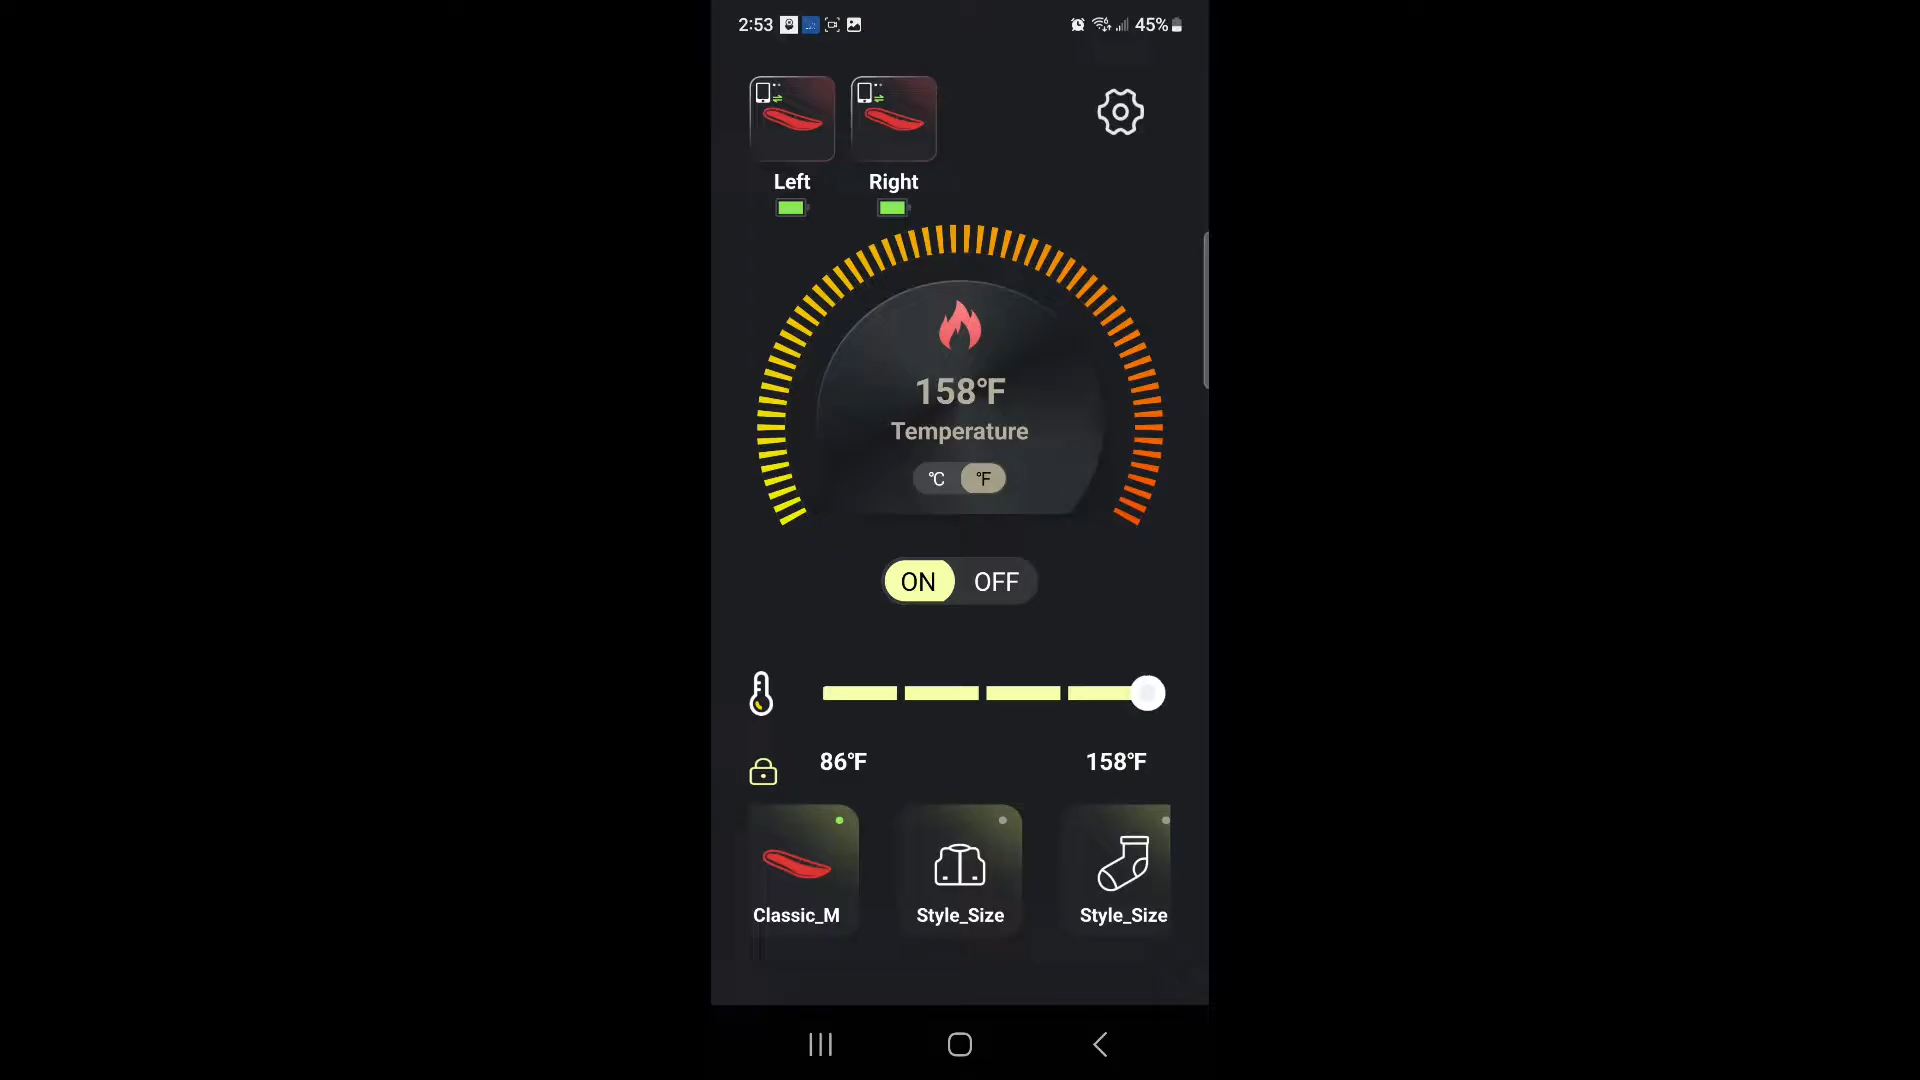 2:53 45%
Left Right
158°F
Temperature
°C °F
ON OFF
86°F 158°F
Classic_M Style_Size Style_Size